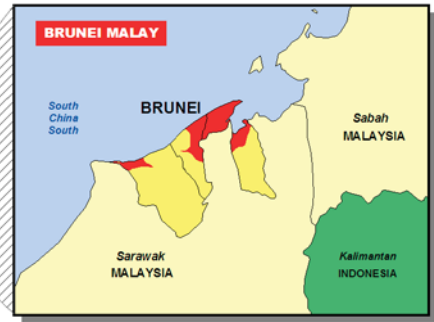 BRUNEI MALAY
South
China
South
BRUNEI
Sabah
MALAYSIA
Sarawak
MALAYSIA
Kalimantan
INDONESIA